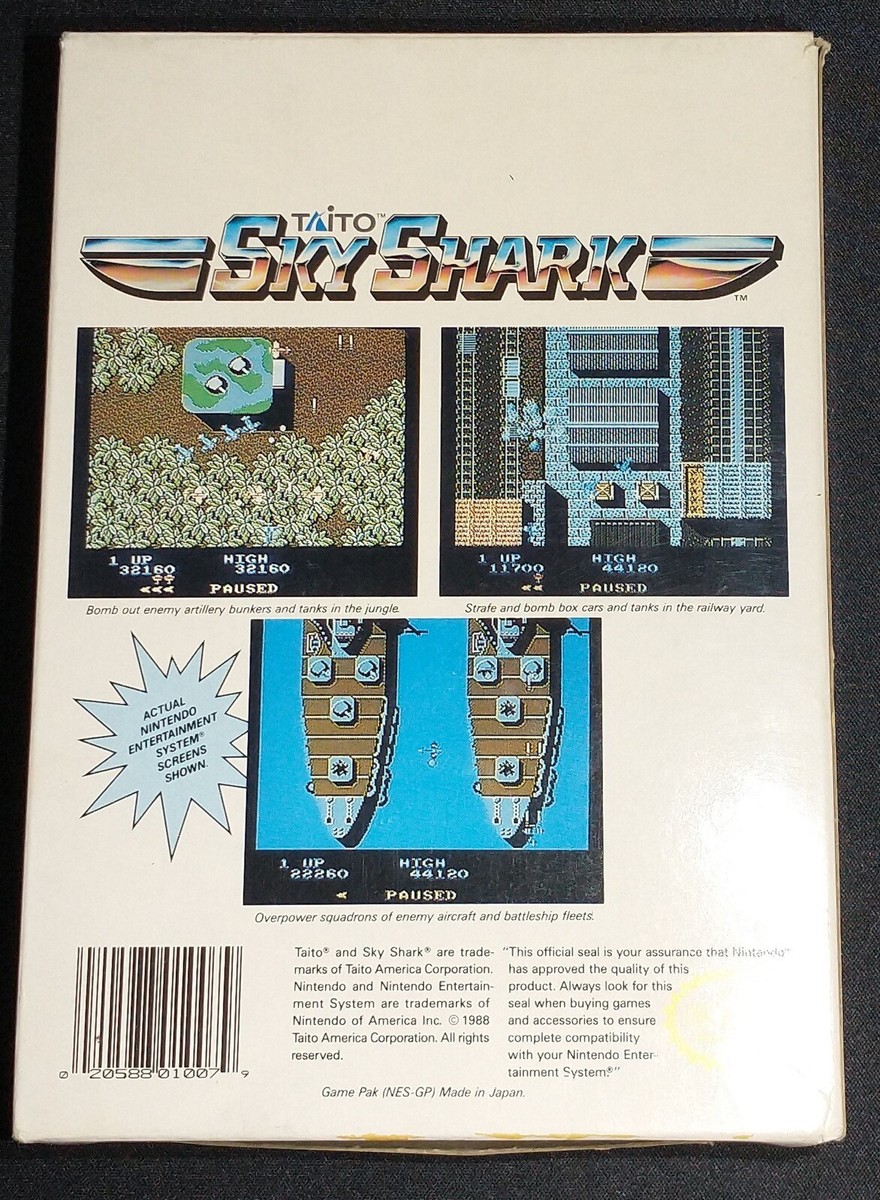 TAiTO™
SKY SHARK™
1 UP HIGH
32160 32160
<<< PAUSED
1 UP HIGH
11700 44120
<< PAUSED
Bomb out enemy artillery bunkers and tanks in the jungle.
Strafe and bomb box cars and tanks in the railway yard.
ACTUAL
NINTENDO
ENTERTAINMENT
SYSTEM®
SCREENS
SHOWN.
1 UP HIGH
22260 44120
< PAUSED
Overpower squadrons of enemy aircraft and battleship fleets.
Taito® and Sky Shark® are trade-
marks of Taito America Corporation.
Nintendo and Nintendo Entertain-
ment System are trademarks of
Nintendo of America Inc. © 1988
Taito America Corporation. All rights
reserved.
"This official seal is your assurance that Nintendo®
has approved the quality of this
product. Always look for this
seal when buying games
and accessories to ensure
complete compatibility
with your Nintendo Enter-
tainment System®."
0 20588 01007 9
Game Pak (NES-GP) Made in Japan.